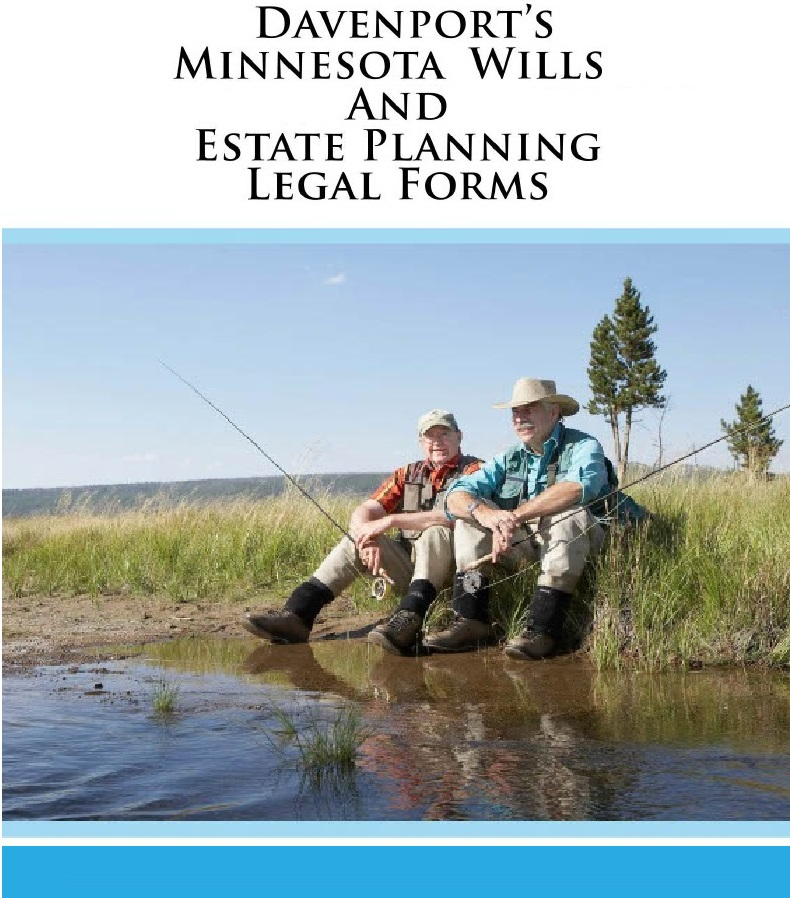 DAVENPORT'S
MINNESOTA WILLS
AND
ESTATE PLANNING
LEGAL FORMS